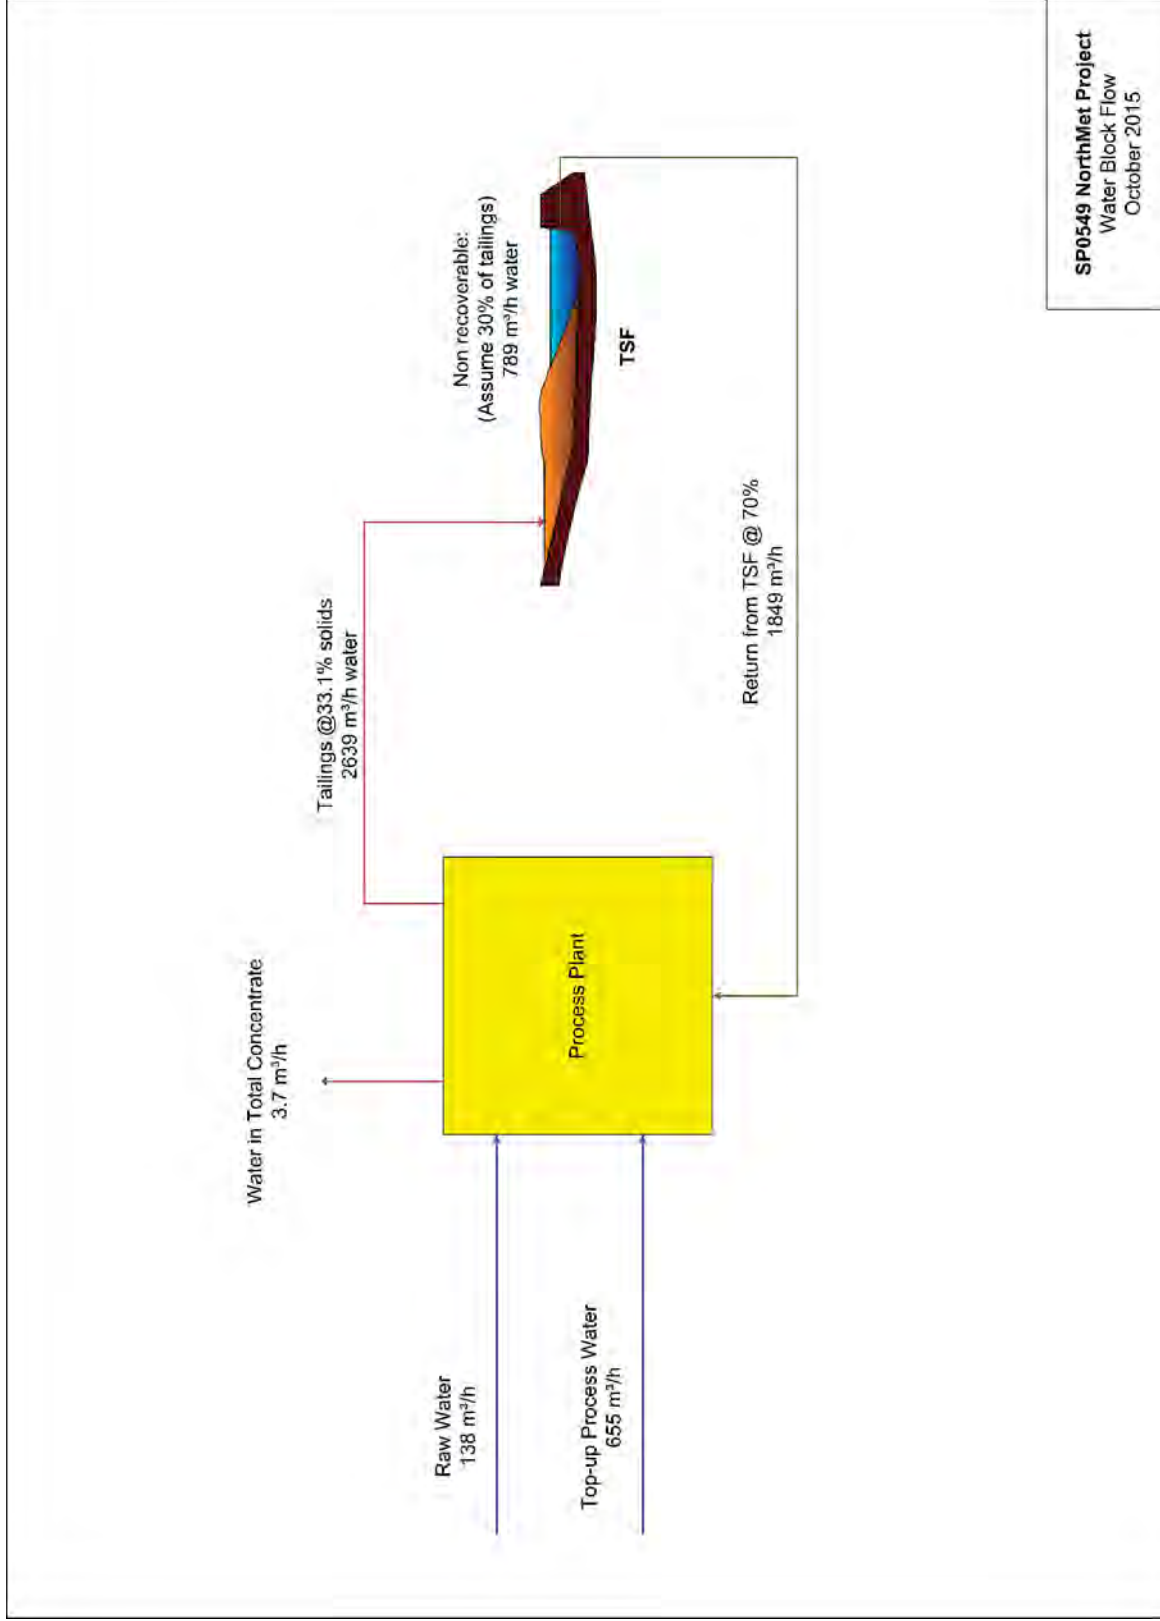 Water in Total Concentrate
3.7 m³/h
Tailings @33.1% solids
2639 m³/h water
Raw Water
138 m³/h
Top-up Process Water
655 m³/h
Process Plant
Non recoverable:
(Assume 30% of tailings)
789 m³/h water
TSF
Return from TSF @ 70%
1849 m³/h
SP0549 NorthMet Project
Water Block Flow
October 2015